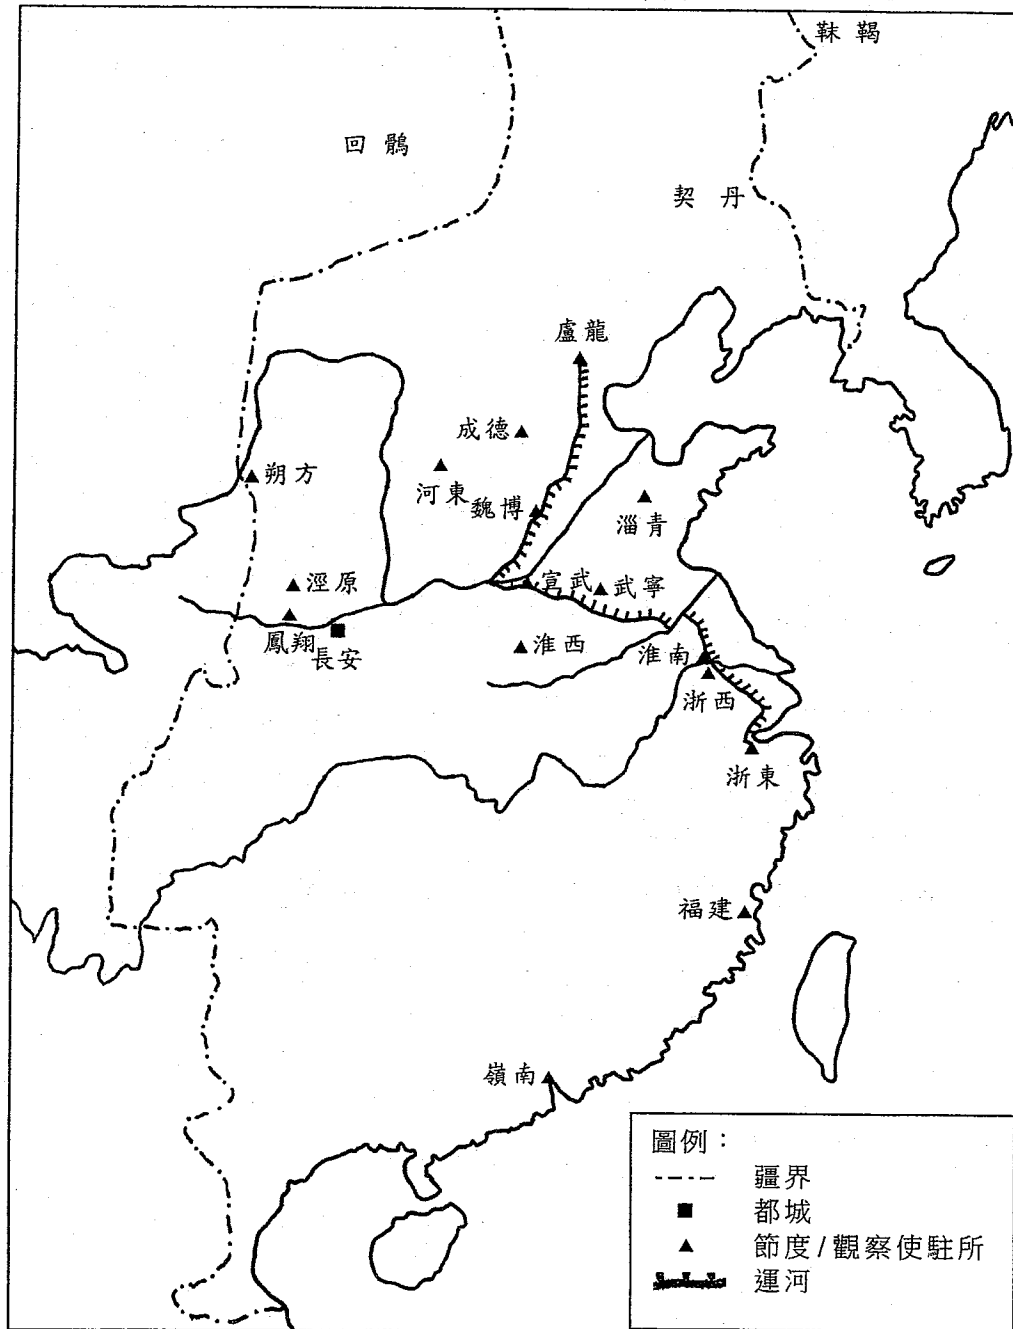 靺鞨
回鶻
契丹
盧龍
成德
朔方
河東
魏博
淄青
涇原
宣武
武寧
鳳翔
長安
淮西
淮南
浙西
浙東
福建
嶺南
圖例：
疆界
都城
節度/觀察使駐所
運河